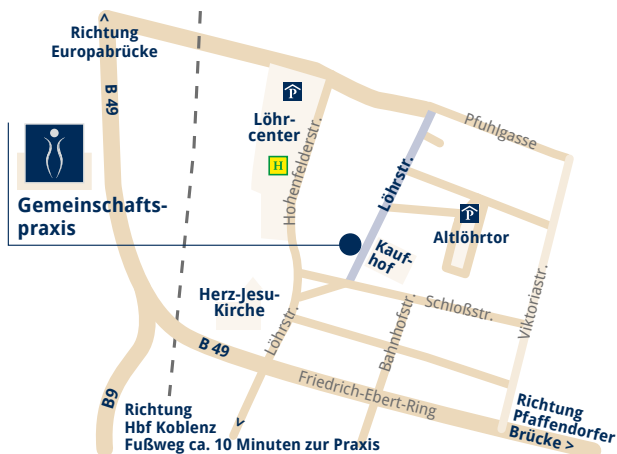 ^
Richtung
Europabrücke
B 49
P
Löhr-
center
H
Hohenfelderstr.
Pfuhlgasse
Löhrstr.
P
Altlöhrtor
Gemeinschafts-
praxis
Kauf-
hof
Herz-Jesu-
Kirche
Schloßstr.
Viktoriastr.
Löhrstr.
Bahnhofstr.
B 49
Friedrich-Ebert-Ring
B9
Richtung
Hbf Koblenz
Fußweg ca. 10 Minuten zur Praxis
Richtung
Pfaffendorfer
Brücke >